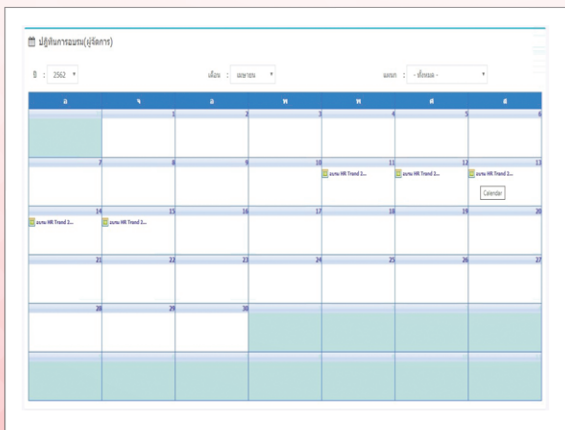 ปฏิทินการอบรม(ผู้จัดการ)
ปี : 2562 เดือน : เมษายน แผนก : - ทั้งหมด -
อ จ อ พ พ ศ ศ
1 2 3 4 5 6
7 8 9 10 11 12 13
อบรม HR Trend 2... อบรม HR Trend 2... อบรม HR Trend 2...
Calendar
14 15 16 17 18 19 20
อบรม HR Trend 2... อบรม HR Trend 2...
21 22 23 24 25 26 27
28 29 30